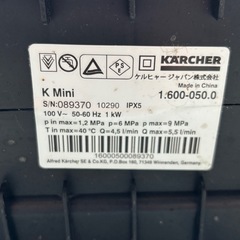 KÄRCHER
PS
E
ケルヒャー ジャパン株式会社
Made in China
K Mini
1.600-050.0
S/N:089370 10290 IPX5
100 V~ 50-60 Hz 1 kW
p in max=1,2 MPa p=6 MPa p max=9 MPa
T in max=40 °C Q=4,5 l/min Q=5,5 l/min
16000500089370
Alfred Kärcher SE & Co.KG, P.O.Box 160, 71349 Winnenden, Germany